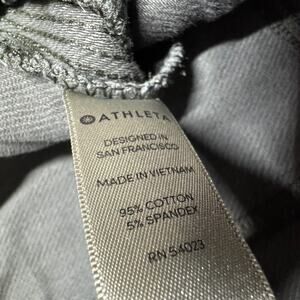 ATHLETA
DESIGNED IN
SAN FRANCISCO
MADE IN VIETNAM
95% COTTON
5% SPANDEX
RN 54023